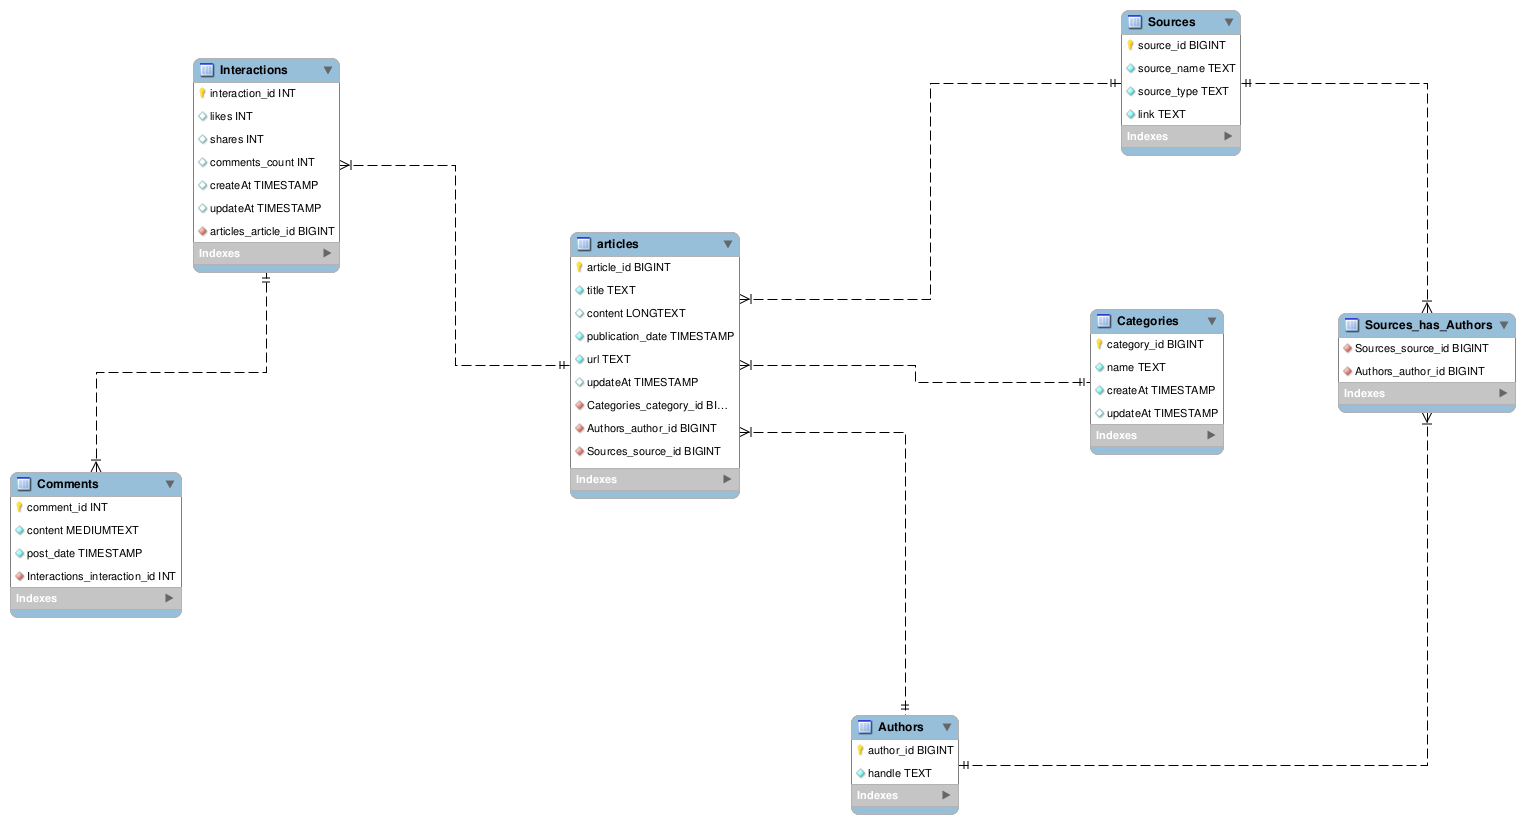 Sources
source_id BIGINT
source_name TEXT
source_type TEXT
link TEXT
Indexes
Interactions
interaction_id INT
likes INT
shares INT
comments_count INT
createAt TIMESTAMP
updateAt TIMESTAMP
articles_article_id BIGINT
Indexes
articles
article_id BIGINT
title TEXT
content LONGTEXT
publication_date TIMESTAMP
url TEXT
updateAt TIMESTAMP
Categories_category_id BI...
Authors_author_id BIGINT
Sources_source_id BIGINT
Indexes
Categories
category_id BIGINT
name TEXT
createAt TIMESTAMP
updateAt TIMESTAMP
Indexes
Sources_has_Authors
Sources_source_id BIGINT
Authors_author_id BIGINT
Indexes
Comments
comment_id INT
content MEDIUMTEXT
post_date TIMESTAMP
Interactions_interaction_id INT
Indexes
Authors
author_id BIGINT
handle TEXT
Indexes